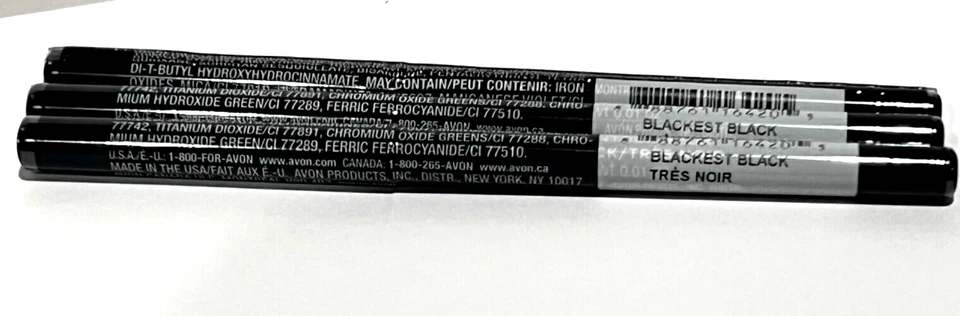 DI-T-BUTYL HYDROXYHYDROCINNAMATE. MAY CONTAIN/PEUT CONTENIR: IRON
77742, TITANIUM DIOXIDE/CI 77891, CHROMIUM OXIDE GREENS/CI 77288, CHRO-
MIUM HYDROXIDE GREEN/CI 77289, FERRIC FERROCYANIDE/CI 77510.
BLACKEST BLACK
77742, TITANIUM DIOXIDE/CI 77891, CHROMIUM OXIDE GREENS/CI 77288, CHRO-
MIUM HYDROXIDE GREEN/CI 77289, FERRIC FERROCYANIDE/CI 77510.
U.S.A./É.-U.: 1-800-FOR-AVON www.avon.com CANADA: 1-800-265-AVON www.avon.ca
MADE IN THE USA/FAIT AUX É.-U. AVON PRODUCTS, INC., DISTR., NEW YORK, NY 10017
BLACKEST BLACK
TRÈS NOIR